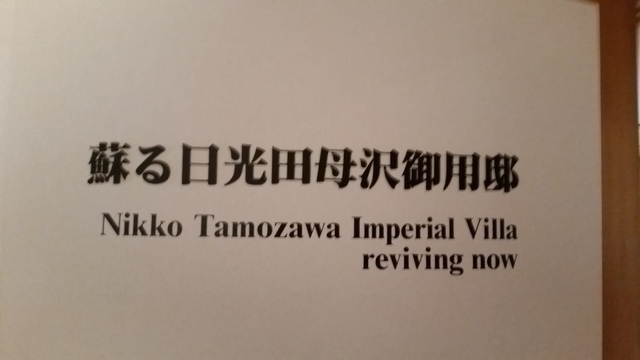 蘇る日光田母沢御用邸
Nikko Tamozawa Imperial Villa
reviving now